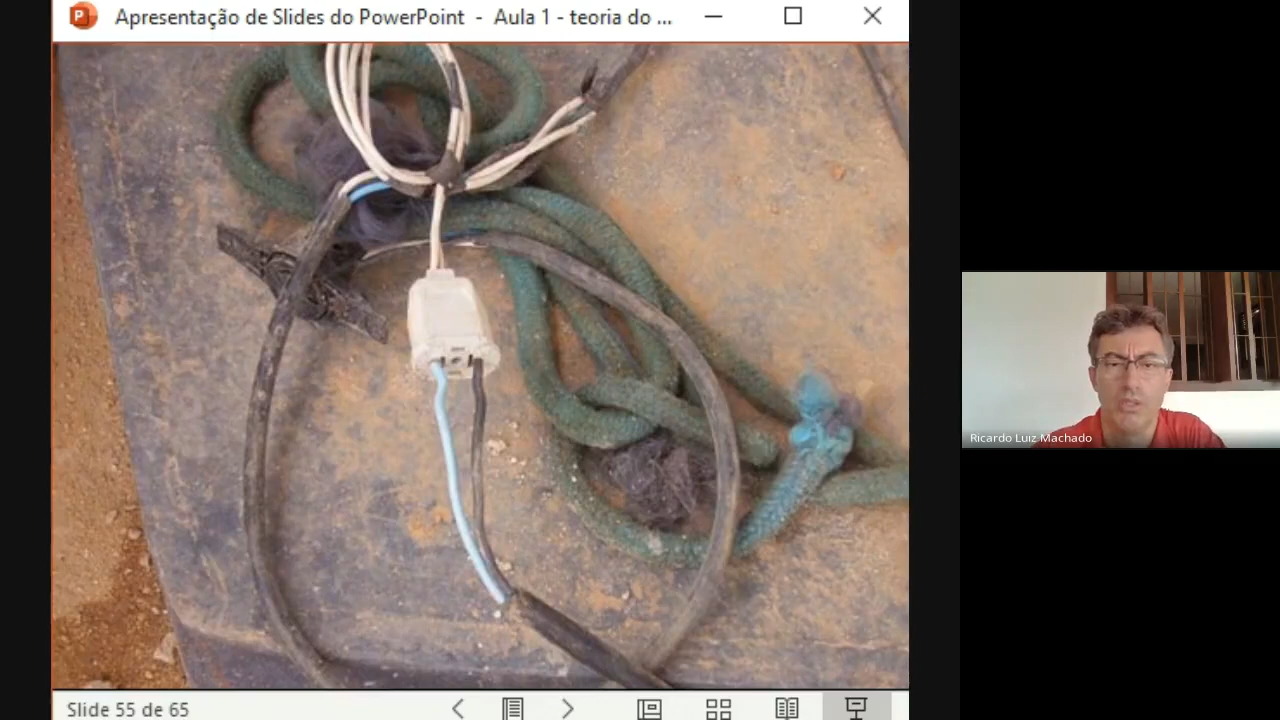 P Apresentação de Slides do PowerPoint - Aula 1 - teoria do ...
Ricardo Luiz Machado
Slide 55 de 65